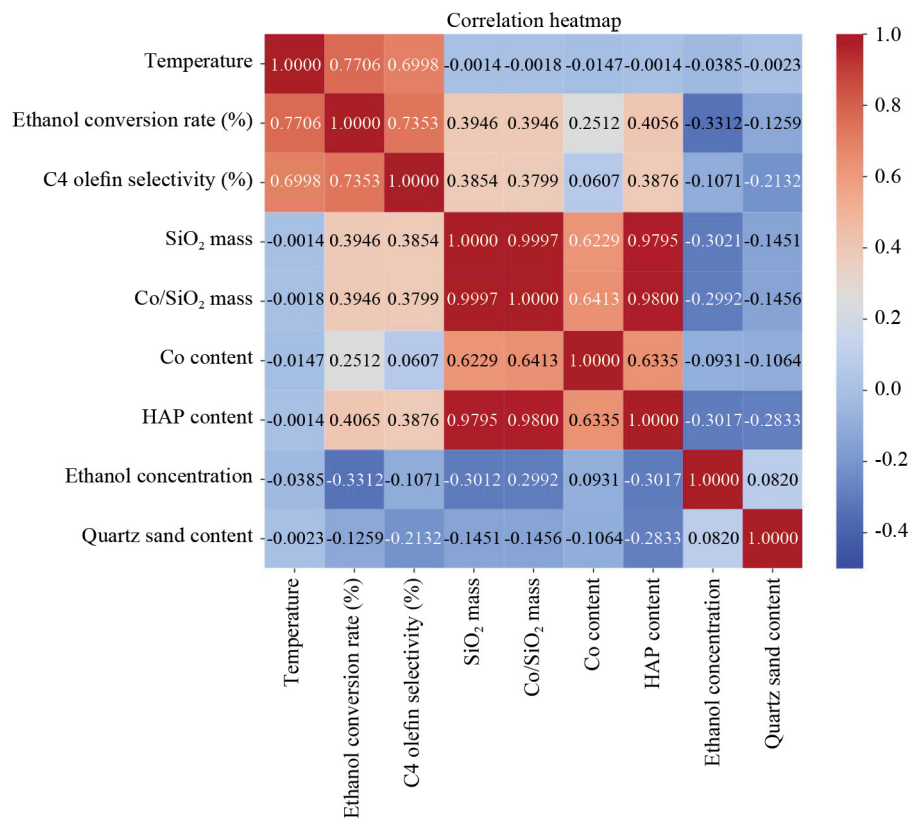 Correlation heatmap
Temperature 1.0000 0.7706 0.6998 -0.0014 -0.0018 -0.0147 -0.0014 -0.0385 -0.0023
Ethanol conversion rate (%) 0.7706 1.0000 0.7353 0.3946 0.3946 0.2512 0.4056 -0.3312 -0.1259
C4 olefin selectivity (%) 0.6998 0.7353 1.0000 0.3854 0.3799 0.0607 0.3876 -0.1071 -0.2132
SiO₂ mass -0.0014 0.3946 0.3854 1.0000 0.9997 0.6229 0.9795 -0.3021 -0.1451
Co/SiO₂ mass -0.0018 0.3946 0.3799 0.9997 1.0000 0.6413 0.9800 -0.2992 -0.1456
Co content -0.0147 0.2512 0.0607 0.6229 0.6413 1.0000 0.6335 -0.0931 -0.1064
HAP content -0.0014 0.4065 0.3876 0.9795 0.9800 0.6335 1.0000 -0.3017 -0.2833
Ethanol concentration -0.0385 -0.3312 -0.1071 -0.3012 0.2992 0.0931 -0.3017 1.0000 0.0820
Quartz sand content -0.0023 -0.1259 -0.2132 -0.1451 -0.1456 -0.1064 -0.2833 0.0820 1.0000
Temperature
Ethanol conversion rate (%)
C4 olefin selectivity (%)
SiO₂ mass
Co/SiO₂ mass
Co content
HAP content
Ethanol concentration
Quartz sand content
1.0
0.8
0.6
0.4
0.2
0.0
-0.2
-0.4